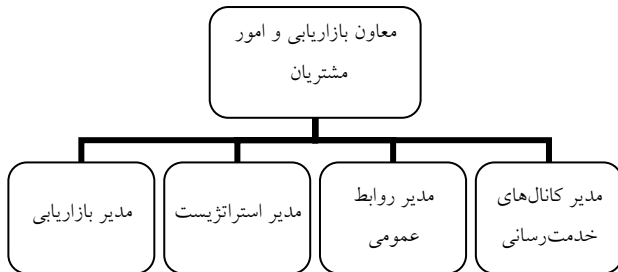 معاون بازاریابی و امور
مشتریان
مدیر کانال‌های
خدمت‌رسانی
مدیر روابط
عمومی
مدیر استراتژیست
مدیر بازاریابی